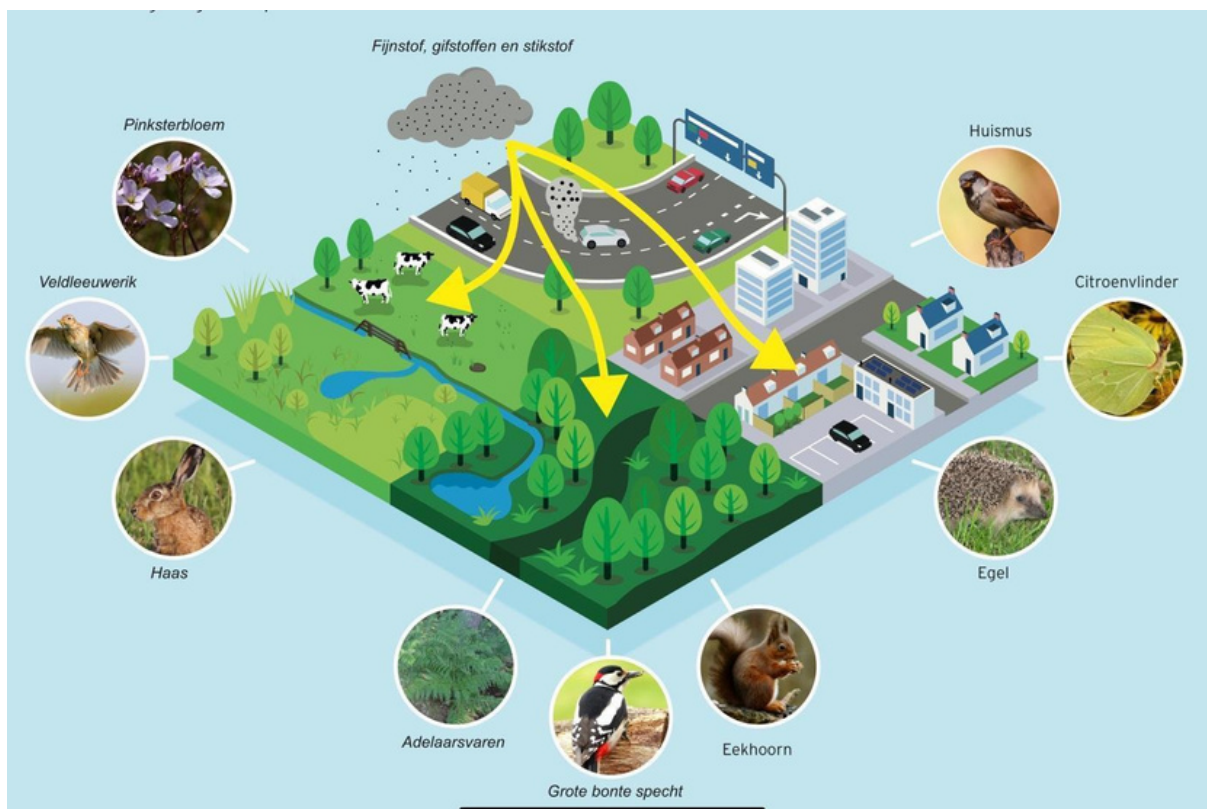 Fijnstof, gifstoffen en stikstof
Pinksterbloem
Huismus
Veldleeuwerik
Citroenvlinder
Haas
Egel
Adelaarsvaren
Eekhoorn
Grote bonte specht